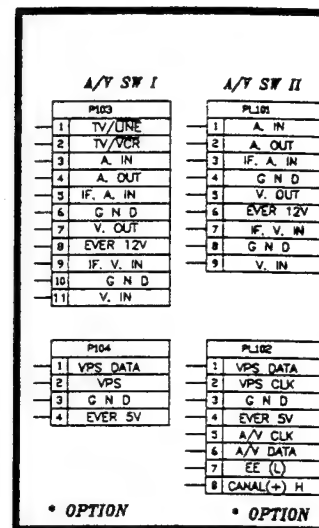 A/V SW I
P103
1 TV/LINE
2 TV/VCR
3 A. IN
4 A. OUT
5 IF. A. IN
6 G N D
7 V. OUT
8 EVER 12V
9 IF. V. IN
10 G N D
11 V. IN
A/V SW II
PL101
1 A. IN
2 A. OUT
3 IF. A. IN
4 G N D
5 V. OUT
6 EVER 12V
7 IF. V. IN
8 G N D
9 V. IN
P104
1 VPS DATA
2 VPS
3 G N D
4 EVER 5V
* OPTION
PL102
1 VPS DATA
2 VPS CLK
3 G N D
4 EVER 5V
5 A/V CLK
6 A/V DATA
7 EE (L)
8 CANAL(+) H
* OPTION